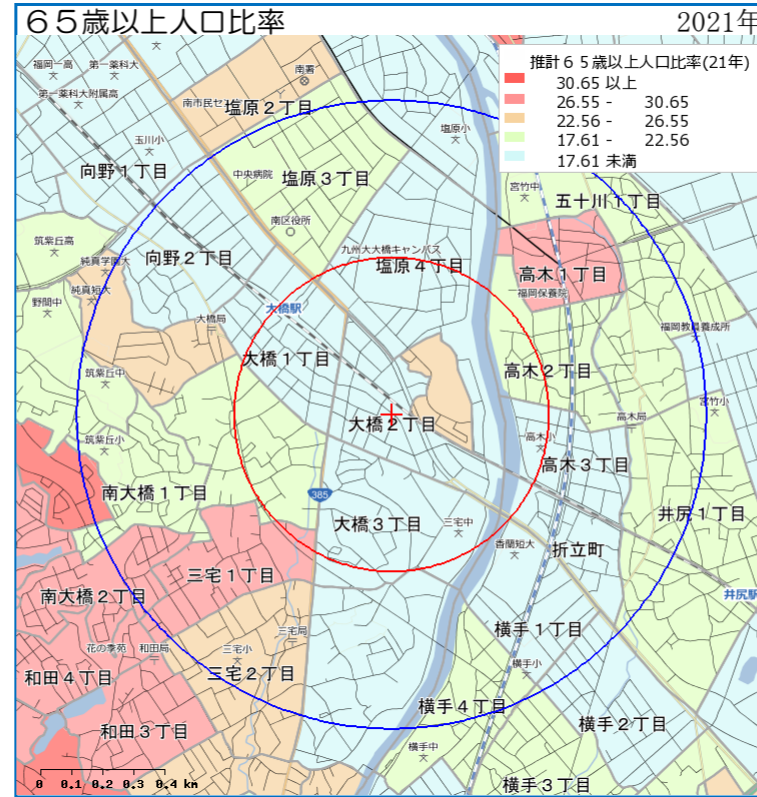 65歳以上人口比率
2021年
推計65歳以上人口比率(21年)
30.65 以上
26.55 - 30.65
22.56 - 26.55
17.61 - 22.56
17.61 未満
福岡一高
第一薬科大
第一薬科大附属高
南署
南市民セ
塩原2丁目
塩原小
玉川小
向野1丁目
中央病院
塩原3丁目
宮竹中
五十川1丁目
南区役所
筑紫丘高
純真学園大
向野2丁目
九州大大橋キャンパス
塩原4丁目
高木1丁目
福岡保養院
純真短大
野間中
大橋駅
大橋局
福岡教員養成所
大橋1丁目
高木2丁目
筑紫丘中
宮竹小
大橋2丁目
高木局
筑紫丘小
高木小
高木3丁目
南大橋1丁目
385
大橋3丁目
三宅中
井尻1丁目
香蘭短大
折立町
三宅1丁目
南大橋2丁目
井尻駅
三宅局
横手1丁目
花の季苑
和田局
三宅小
三宅2丁目
横手小
和田4丁目
横手4丁目
横手2丁目
和田3丁目
横手中
横手3丁目
0 0.1 0.2 0.3 0.4 km